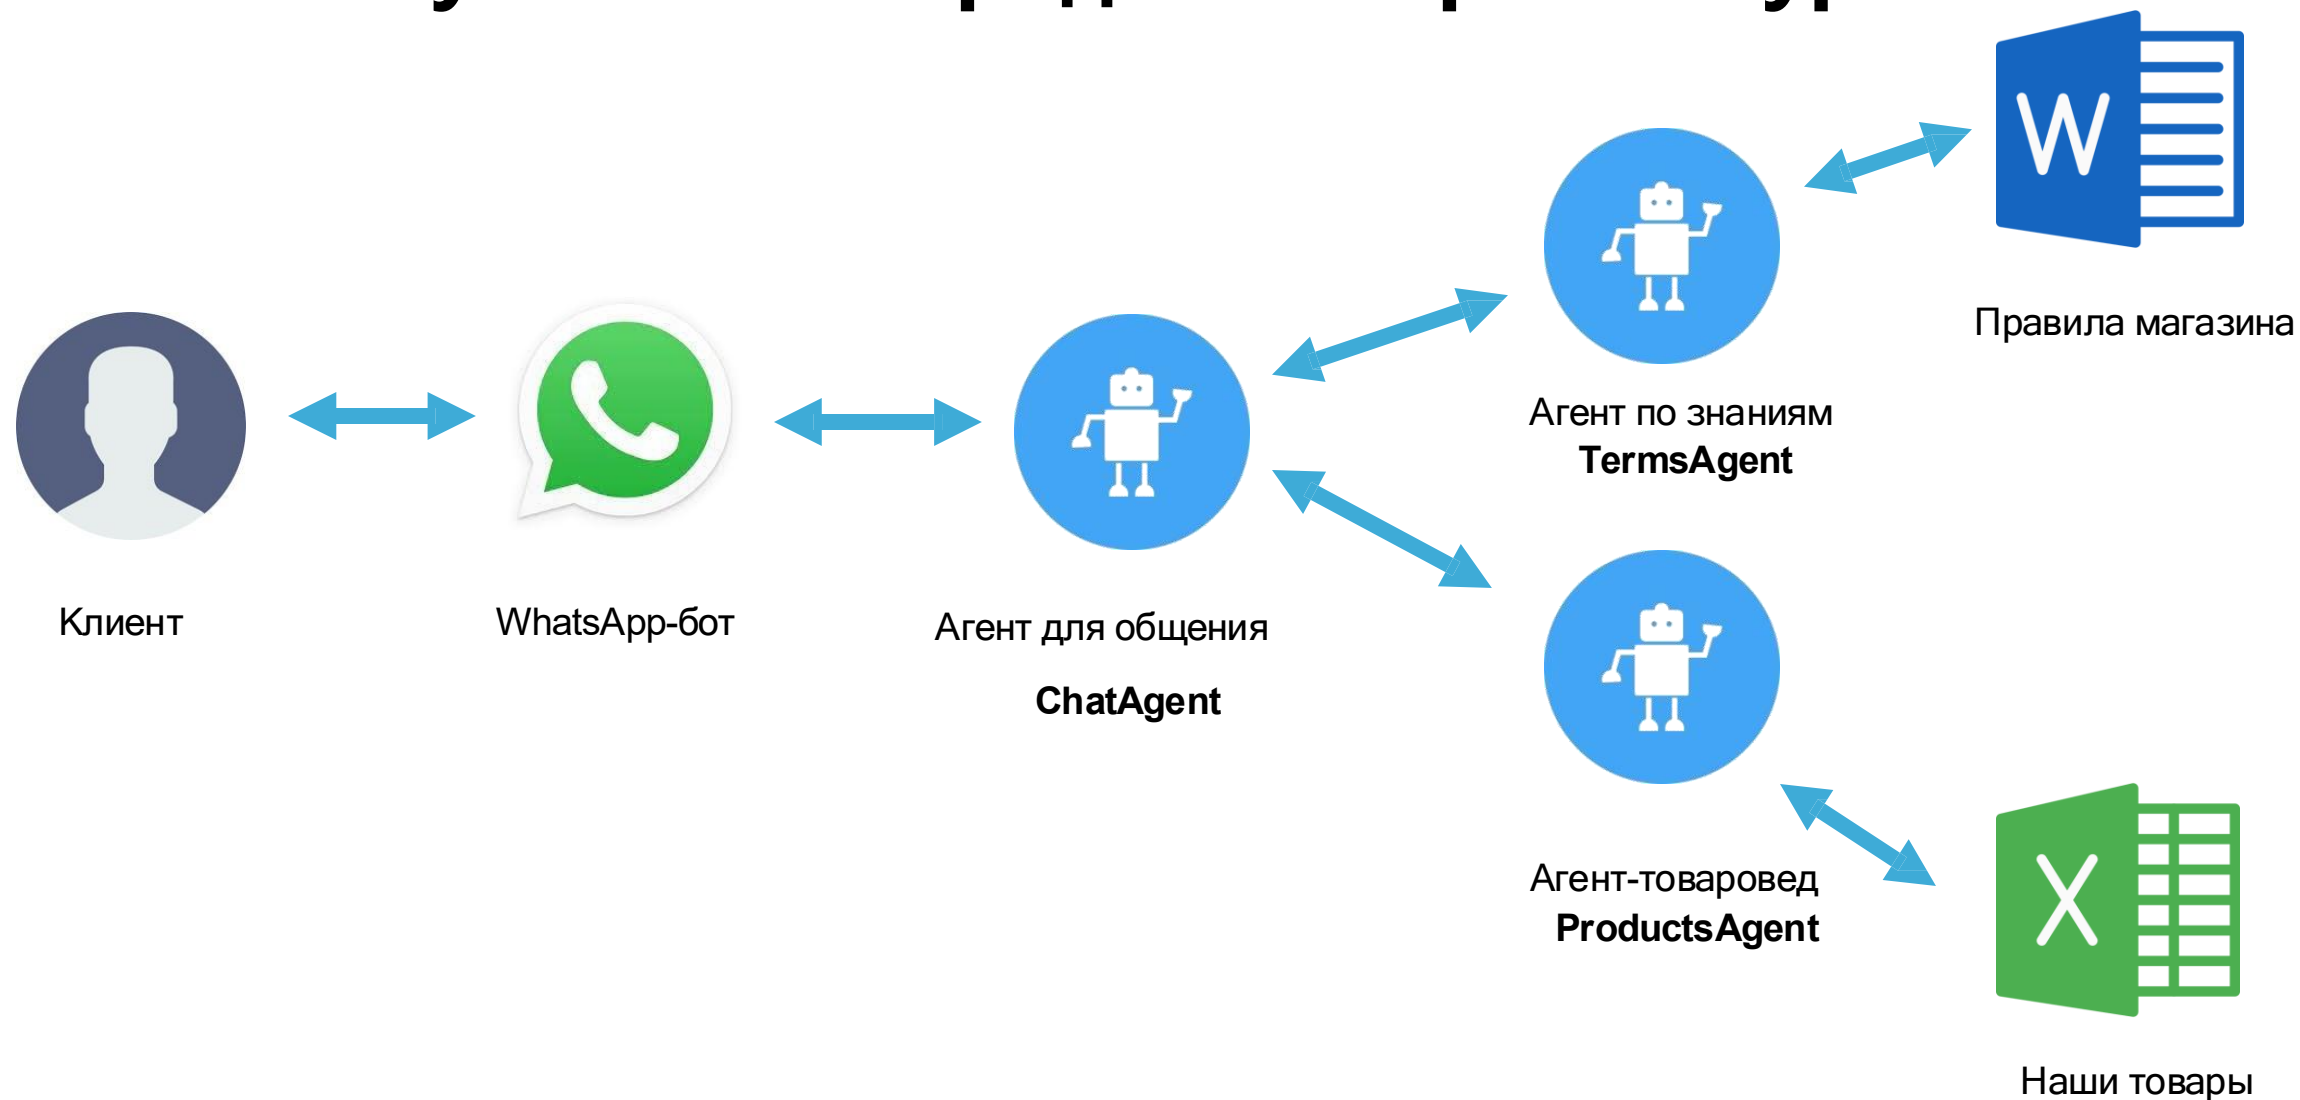 W
Правила магазина
Агент по знаниям
TermsAgent
Клиент
WhatsApp-бот
Агент для общения
ChatAgent
Агент-товаровед
ProductsAgent
X
Наши товары